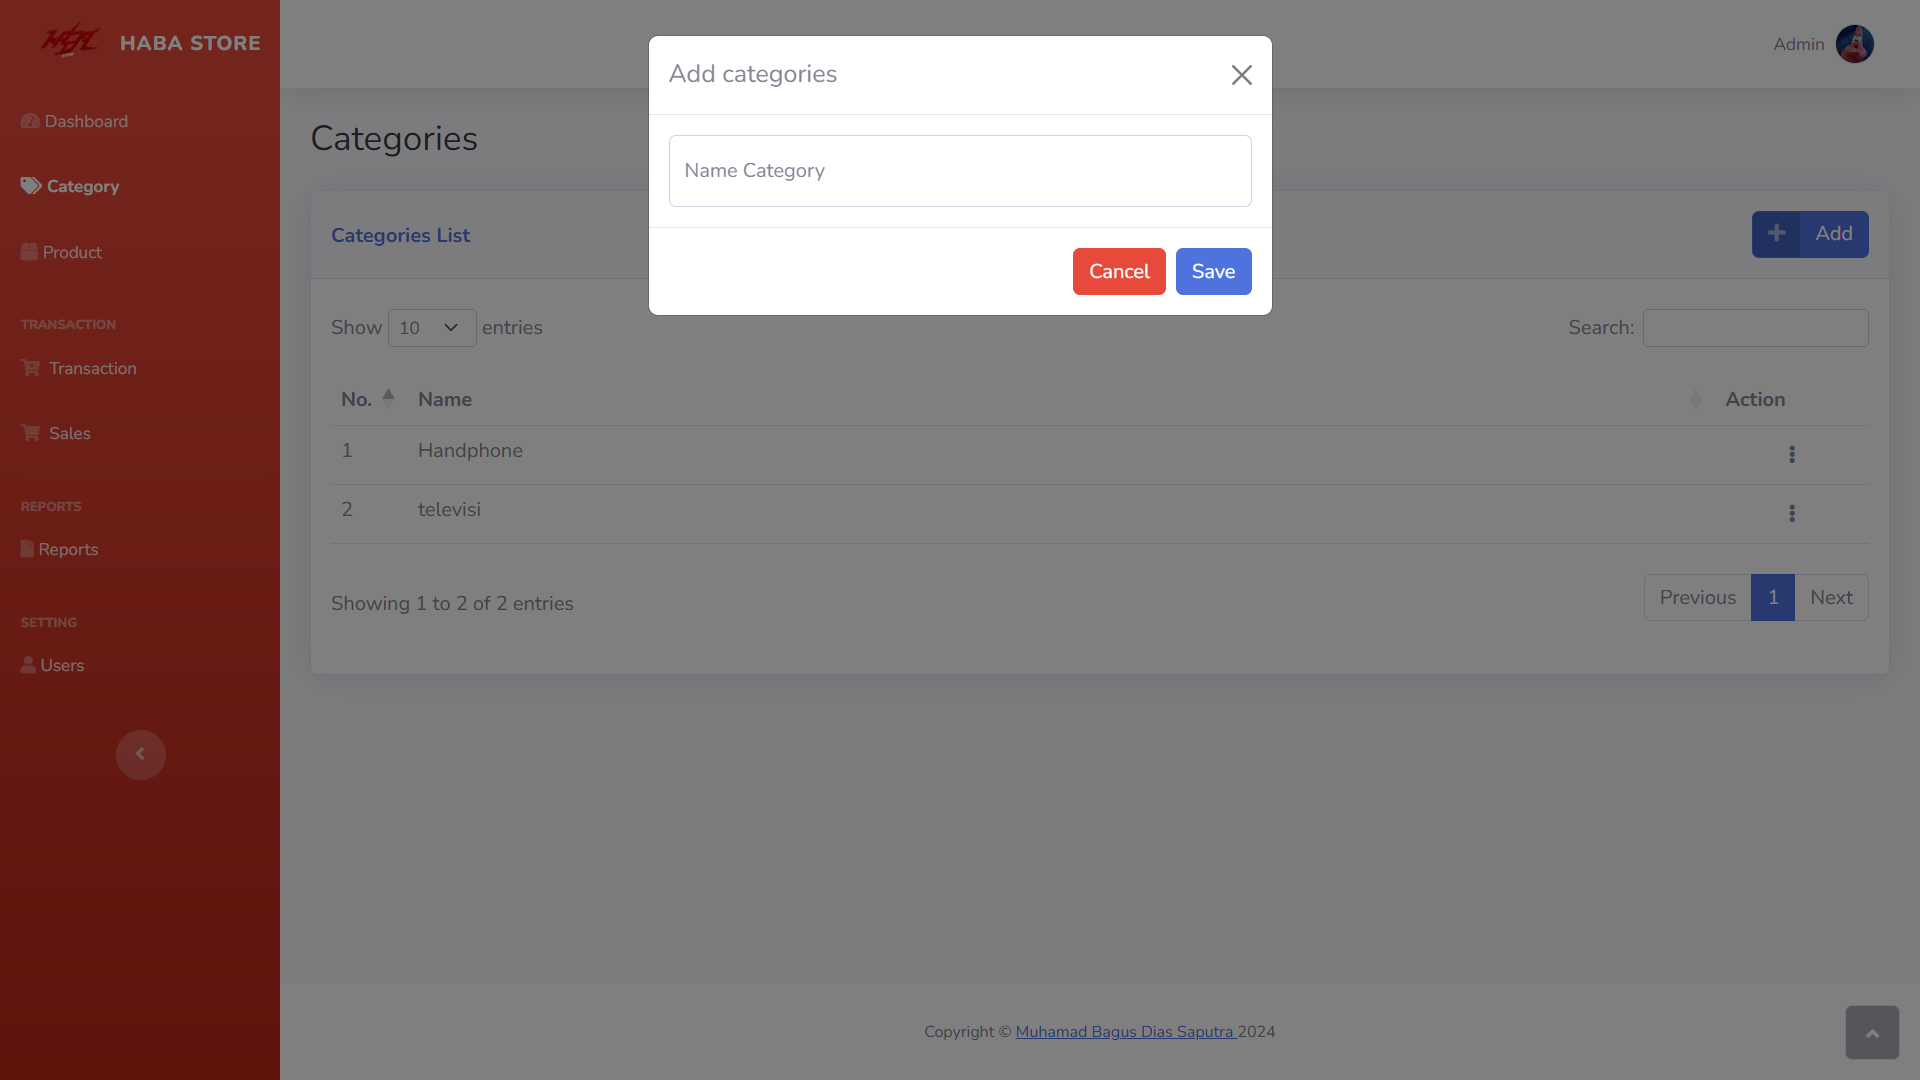 HABA STORE
Dashboard
Category
Product
TRANSACTION
Transaction
Sales
REPORTS
Reports
SETTING
Users
Admin
Categories
Add categories
Name Category
Cancel Save
Categories List
Add
Show 10 entries
Search:
No. Name Action
1 Handphone
2 televisi
Showing 1 to 2 of 2 entries
Previous 1 Next
Copyright © Muhamad Bagus Dias Saputra 2024